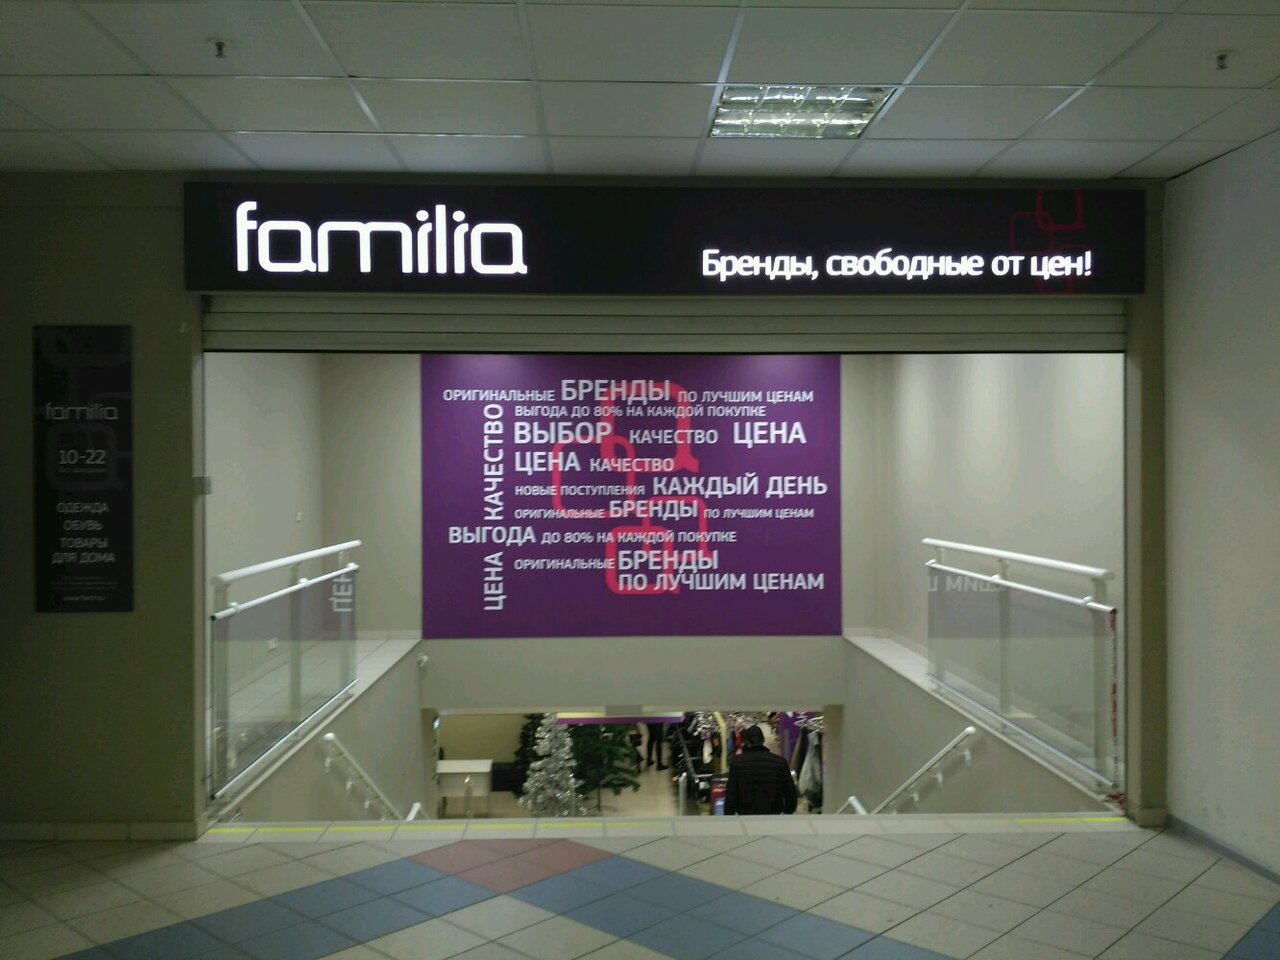 familia
Бренды, свободные от цен!
familia
10-22
ОДЕЖДА
ОБУВЬ
ТОВАРЫ
ДЛЯ ДОМА
ОРИГИНАЛЬНЫЕ БРЕНДЫ ПО ЛУЧШИМ ЦЕНАМ
ВЫГОДА ДО 80% НА КАЖДОЙ ПОКУПКЕ
КАЧЕСТВО
ВЫБОР КАЧЕСТВО ЦЕНА
ЦЕНА КАЧЕСТВО
НОВЫЕ ПОСТУПЛЕНИЯ КАЖДЫЙ ДЕНЬ
ОРИГИНАЛЬНЫЕ БРЕНДЫ ПО ЛУЧШИМ ЦЕНАМ
ВЫГОДА ДО 80% НА КАЖДОЙ ПОКУПКЕ
ЦЕНА
ОРИГИНАЛЬНЫЕ БРЕНДЫ
ПО ЛУЧШИМ ЦЕНАМ